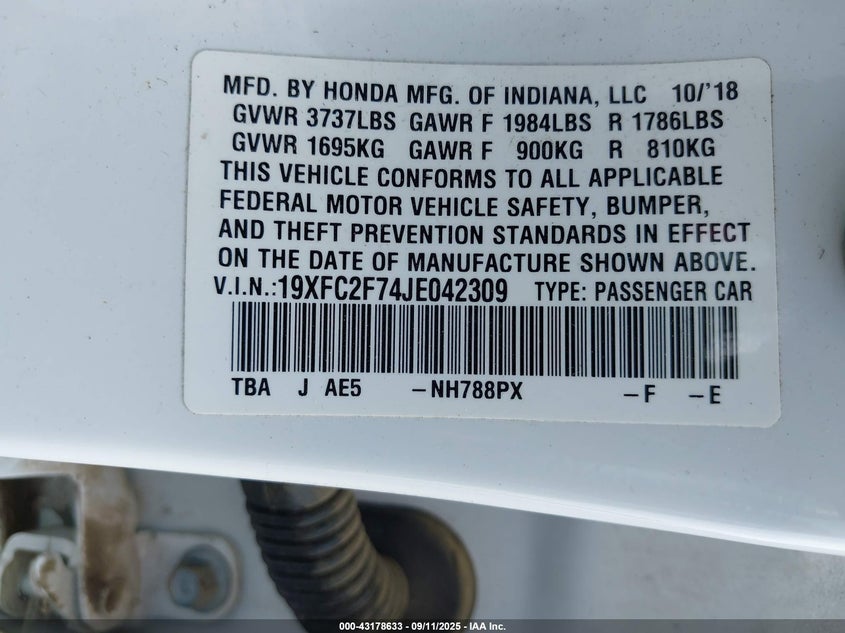 MFD. BY HONDA MFG. OF INDIANA, LLC 10/'18
GVWR 3737LBS GAWR F 1984LBS R 1786LBS
GVWR 1695KG GAWR F 900KG R 810KG
THIS VEHICLE CONFORMS TO ALL APPLICABLE
FEDERAL MOTOR VEHICLE SAFETY, BUMPER,
AND THEFT PREVENTION STANDARDS IN EFFECT
ON THE DATE OF MANUFACTURE SHOWN ABOVE.
V.I.N.:19XFC2F74JE042309 TYPE: PASSENGER CAR
TBA J AE5 -NH788PX -F -E
000-43178633 - 09/11/2025 - IAA Inc.